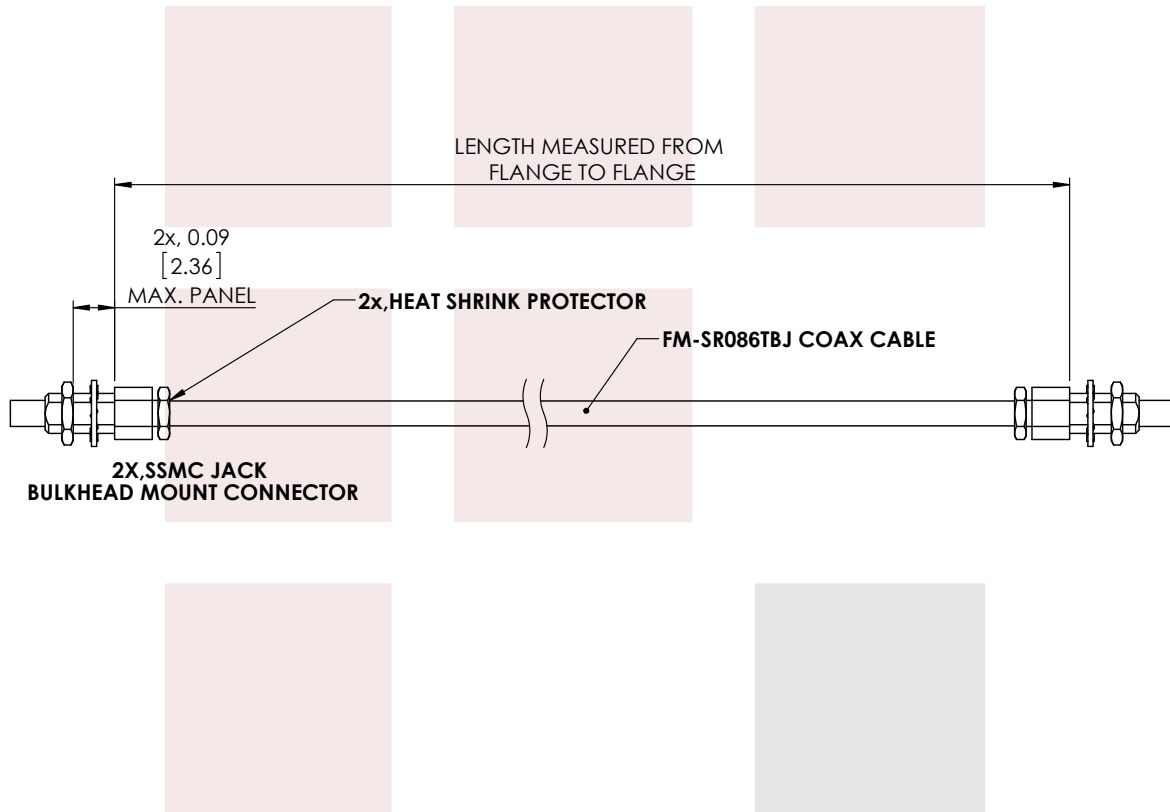 LENGTH MEASURED FROM
FLANGE TO FLANGE
2x, 0.09
[2.36]
MAX. PANEL
2x,HEAT SHRINK PROTECTOR
FM-SR086TBJ COAX CABLE
2X,SSMC JACK
BULKHEAD MOUNT CONNECTOR